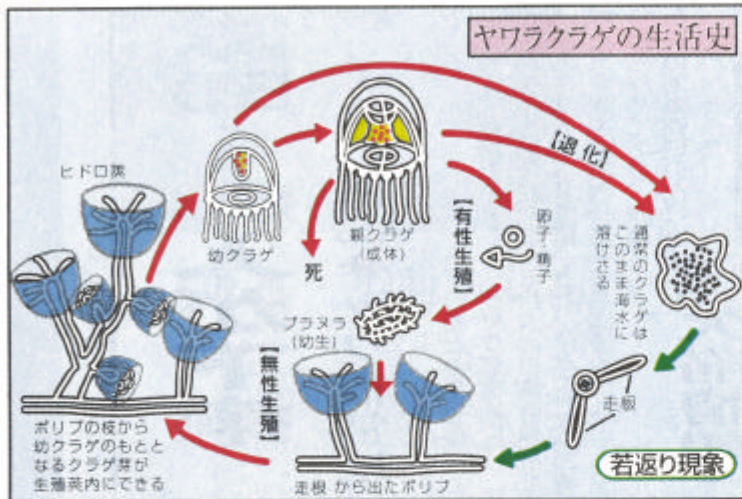 ヤワラクラゲの生活史
ヒドロ莢
幼クラゲ
親クラゲ
(成体)
死
【退化】
【有性生殖】
卵子・精子
通常のクラゲは
このまま海水に
溶けさる
プラヌラ
(幼生)
【無性生殖】
走根
ポリプの枝から
幼クラゲのもとと
なるクラゲ芽が
生殖莢内にできる
走根から出たポリプ
若返り現象